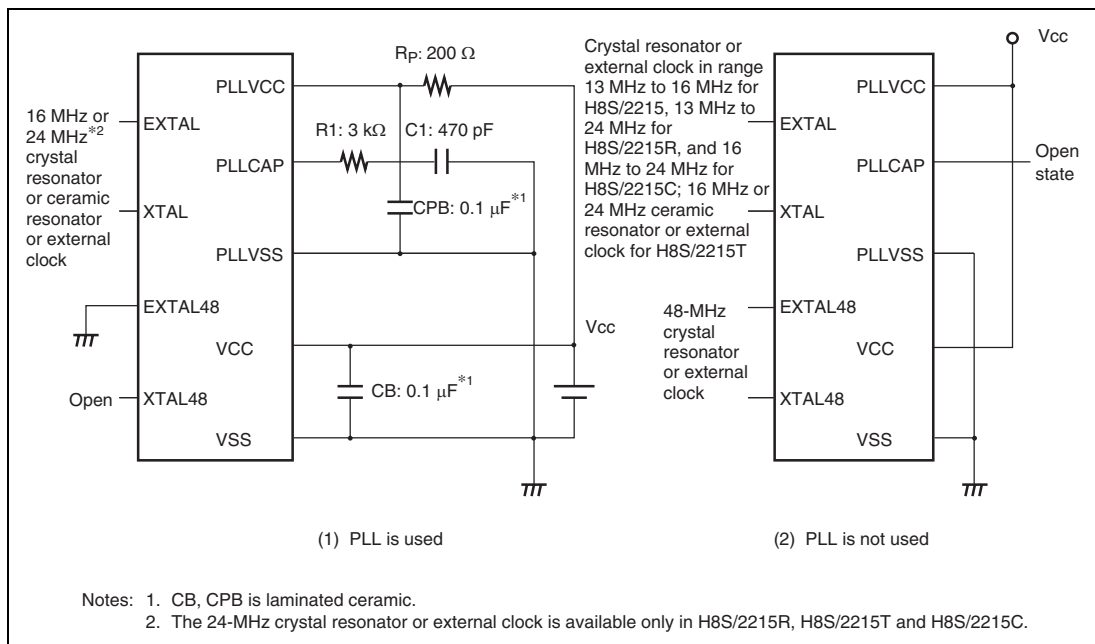 RP: 200 Ω
PLLVCC
16 MHz or
24 MHz*2
crystal
resonator
or ceramic
resonator
or external
clock
EXTAL
R1: 3 kΩ
C1: 470 pF
PLLCAP
XTAL
CPB: 0.1 μF*1
PLLVSS
EXTAL48
VCC
Vcc
CB: 0.1 μF*1
Open
XTAL48
VSS
(1) PLL is used
Vcc
Crystal resonator or
external clock in range
13 MHz to 16 MHz for
H8S/2215, 13 MHz to
24 MHz for
H8S/2215R, and 16
MHz to 24 MHz for
H8S/2215C; 16 MHz or
24 MHz ceramic
resonator or external
clock for H8S/2215T
PLLVCC
EXTAL
PLLCAP
Open
state
XTAL
PLLVSS
48-MHz
crystal
resonator
or external
clock
EXTAL48
VCC
XTAL48
VSS
(2) PLL is not used
Notes: 1. CB, CPB is laminated ceramic.
2. The 24-MHz crystal resonator or external clock is available only in H8S/2215R, H8S/2215T and H8S/2215C.